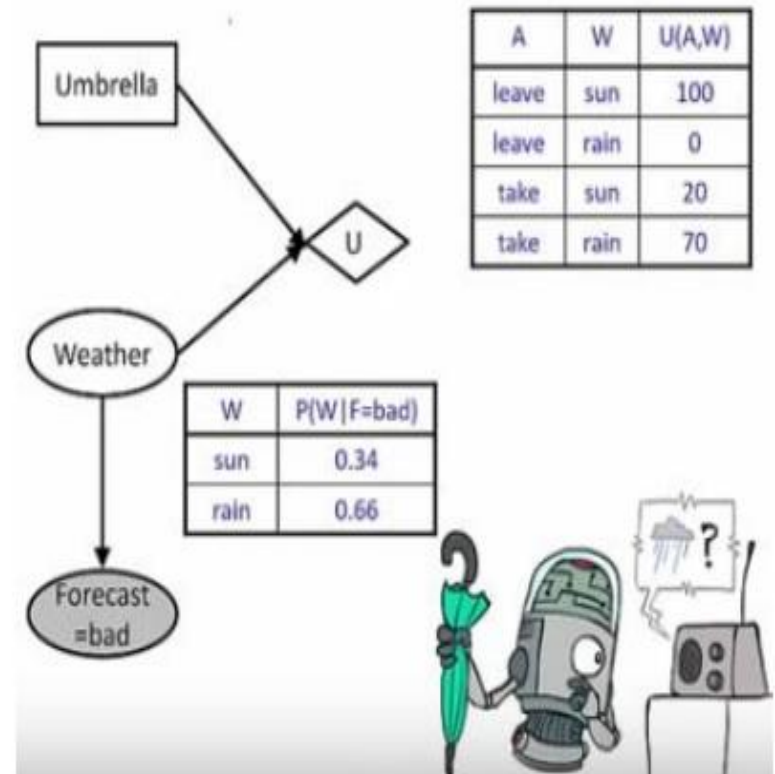 Umbrella
U
Weather
Forecast
=bad
A W U(A,W)
leave sun 100
leave rain 0
take sun 20
take rain 70
W P(W|F=bad)
sun 0.34
rain 0.66
?